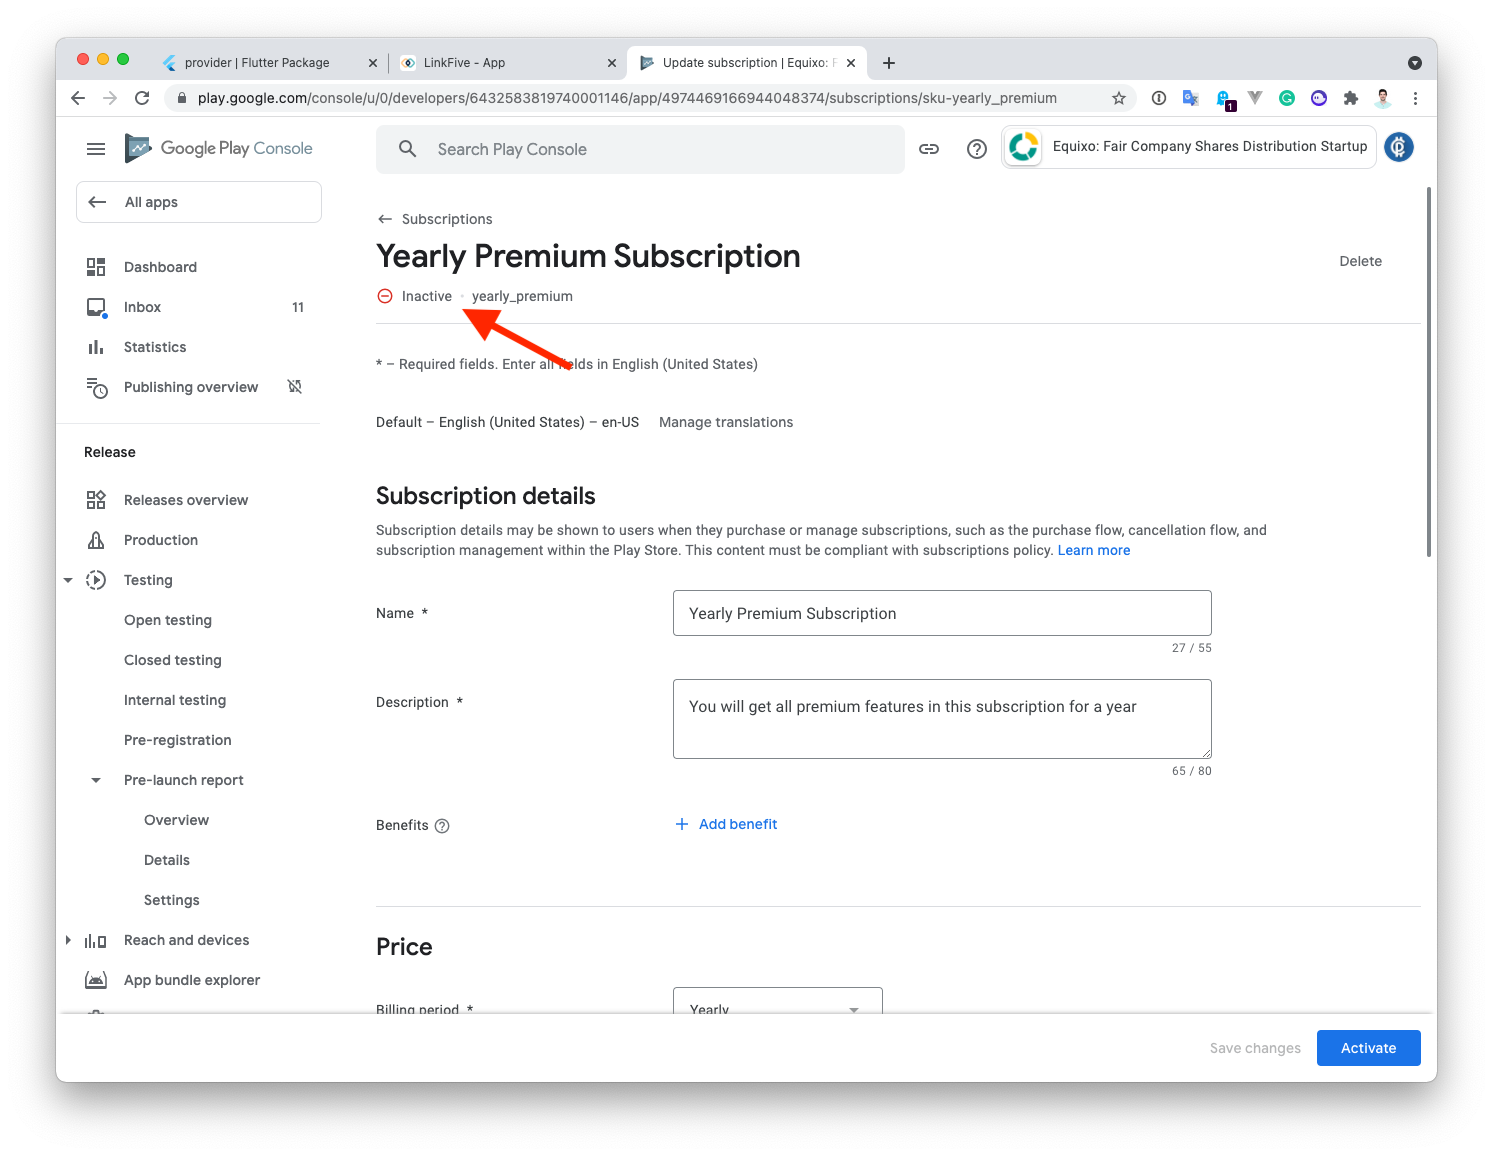 provider | Flutter Package
LinkFive - App
Update subscription | Equixo: F
play.google.com/console/u/0/developers/6432583819740001146/app/4974469166944048374/subscriptions/sku-yearly_premium
1
Google Play Console
Search Play Console
Equixo: Fair Company Shares Distribution Startup
All apps
Subscriptions
Yearly Premium Subscription
Delete
Inactive • yearly_premium
Dashboard
Inbox 11
Statistics
Publishing overview
* – Required fields. Enter all fields in English (United States)
Default – English (United States) – en-US Manage translations
Release
Releases overview
Production
Testing
Open testing
Closed testing
Internal testing
Pre-registration
Pre-launch report
Overview
Details
Settings
Reach and devices
App bundle explorer
Subscription details
Subscription details may be shown to users when they purchase or manage subscriptions, such as the purchase flow, cancellation flow, and
subscription management within the Play Store. This content must be compliant with subscriptions policy. Learn more
Name *
Yearly Premium Subscription
27 / 55
Description *
You will get all premium features in this subscription for a year
65 / 80
Benefits
+ Add benefit
Price
Billing period *
Yearly
Save changes
Activate